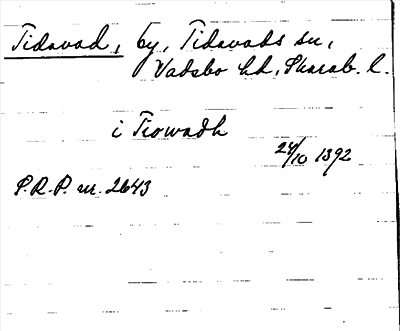 Tidavad, by, Tidavads sn,
Vadsbo hd, Skarab. l.
i Tiowadh
24/10 1392
S.R.P. nr. 2643